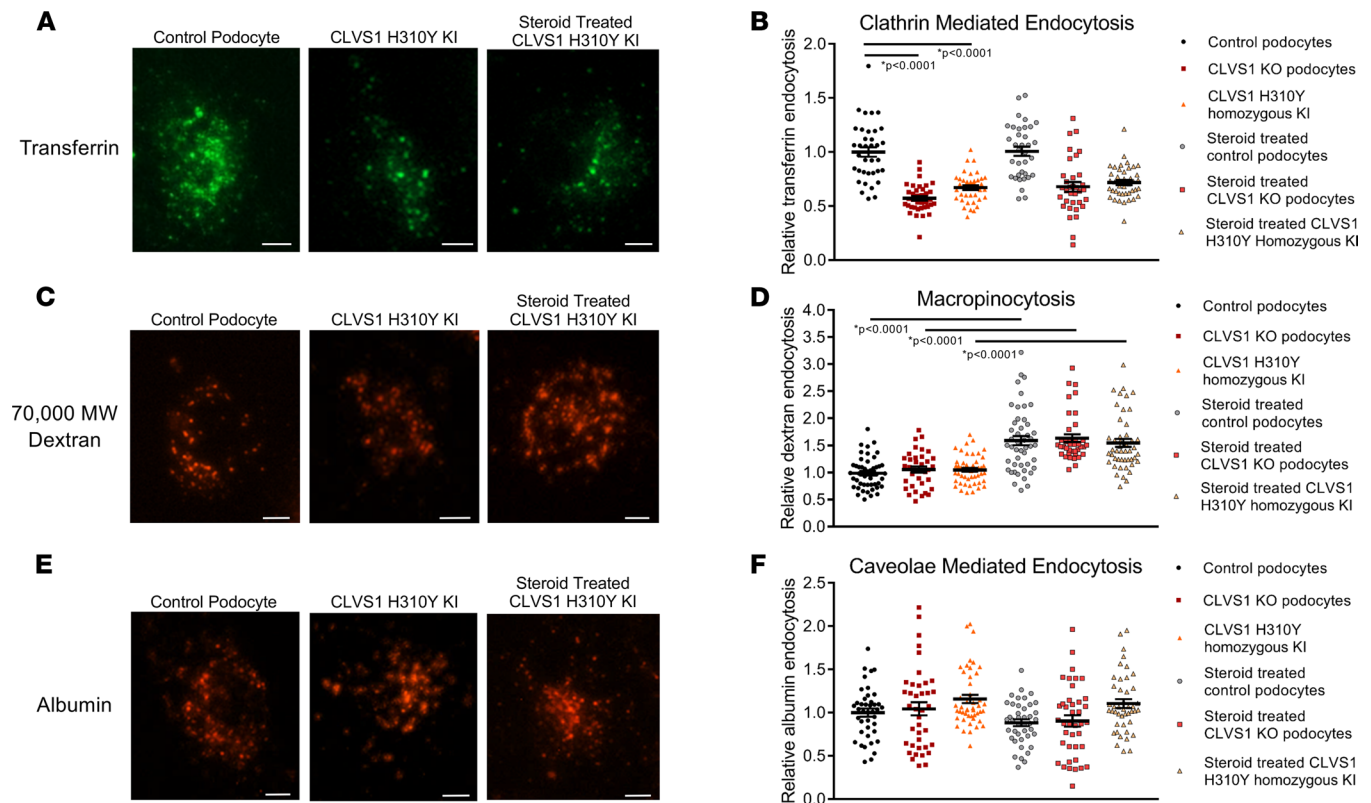 A
Control Podocyte
CLVS1 H310Y KI
Steroid Treated
CLVS1 H310Y KI
Transferrin
B
Clathrin Mediated Endocytosis
Relative transferrin endocytosis
2.0
1.5
1.0
0.5
0.0
*p<0.0001
*p<0.0001
Control podocytes
CLVS1 KO podocytes
CLVS1 H310Y
homozygous KI
Steroid treated
control podocytes
Steroid treated
CLVS1 KO podocytes
Steroid treated CLVS1
H310Y Homozygous KI
C
Control Podocyte
CLVS1 H310Y KI
Steroid Treated
CLVS1 H310Y KI
70,000 MW
Dextran
D
Macropinocytosis
Relative dextran endocytosis
4.0
3.5
3.0
2.5
2.0
1.5
1.0
0.5
0.0
*p<0.0001
*p<0.0001
*p<0.0001
Control podocytes
CLVS1 KO podocytes
CLVS1 H310Y
homozygous KI
Steroid treated
control podocytes
Steroid treated
CLVS1 KO podocytes
Steroid treated CLVS1
H310Y homozygous KI
E
Control Podocyte
CLVS1 H310Y KI
Steroid Treated
CLVS1 H310Y KI
Albumin
F
Caveolae Mediated Endocytosis
Relative albumin endocytosis
2.5
2.0
1.5
1.0
0.5
0.0
Control podocytes
CLVS1 KO podocytes
CLVS1 H310Y
homozygous KI
Steroid treated
control podocytes
Steroid treated
CLVS1 KO podocytes
Steroid treated CLVS1
H310Y homozygous KI